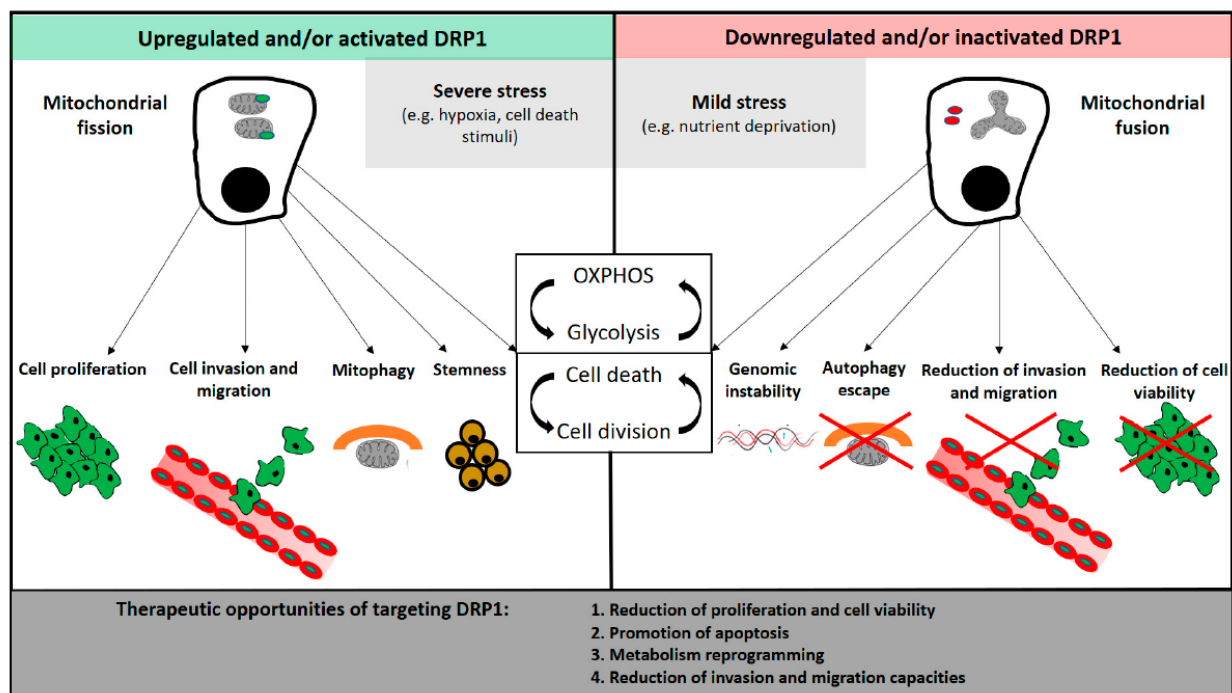 Upregulated and/or activated DRP1
Downregulated and/or inactivated DRP1
Mitochondrial
fission
Severe stress
(e.g. hypoxia, cell death
stimuli)
Mild stress
(e.g. nutrient deprivation)
Mitochondrial
fusion
OXPHOS
Glycolysis
Cell death
Cell division
Cell proliferation
Cell invasion and
migration
Mitophagy
Stemness
Genomic
instability
Autophagy
escape
Reduction of invasion
and migration
Reduction of cell
viability
Therapeutic opportunities of targeting DRP1:
1. Reduction of proliferation and cell viability
2. Promotion of apoptosis
3. Metabolism reprogramming
4. Reduction of invasion and migration capacities